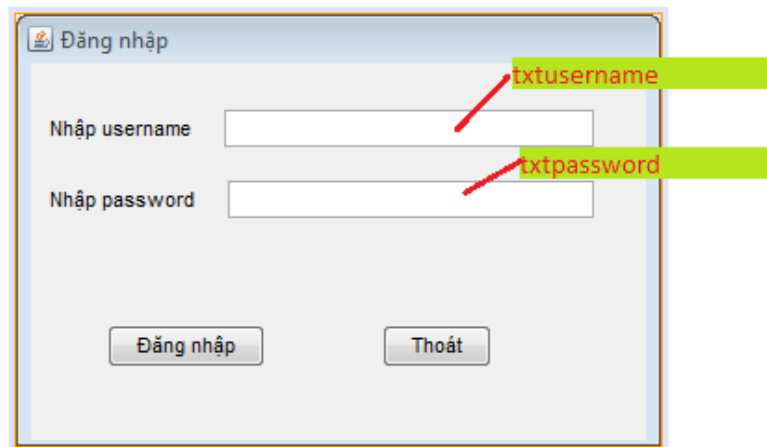 Đăng nhập
txtusername
Nhập username
txtpassword
Nhập password
Đăng nhập
Thoát